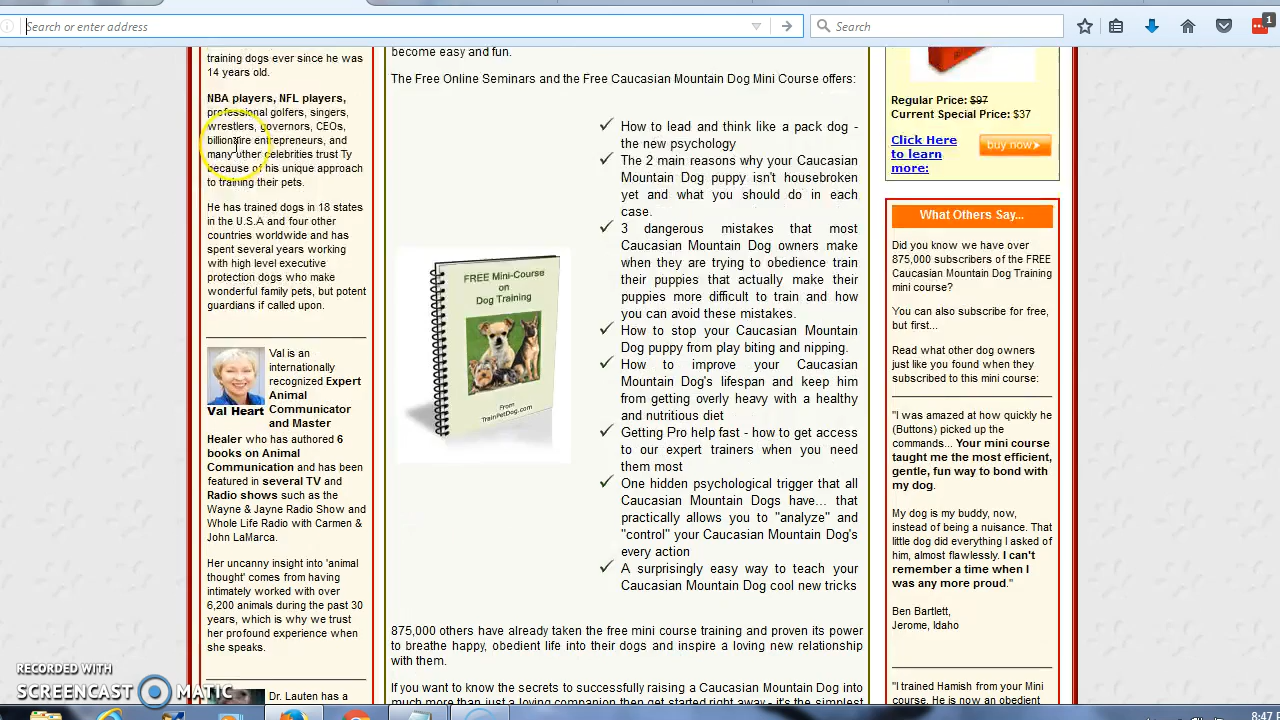 Search or enter address
Search
1
training dogs ever since he was
14 years old.
NBA players, NFL players,
professional golfers, singers,
wrestlers, governors, CEOs,
billionaire entrepreneurs, and
many other celebrities trust Ty
because of his unique approach
to training their pets.
He has trained dogs in 18 states
in the U.S.A and four other
countries worldwide and has
spent several years working
with high level executive
protection dogs who make
wonderful family pets, but potent
guardians if called upon.
Val is an
internationally
recognized Expert
Animal
Communicator
and Master
Val Heart
Healer who has authored 6
books on Animal
Communication and has been
featured in several TV and
Radio shows such as the
Wayne & Jayne Radio Show and
Whole Life Radio with Carmen &
John LaMarca.
Her uncanny insight into 'animal
thought' comes from having
intimately worked with over
6,200 animals during the past 30
years, which is why we trust
her profound experience when
she speaks.
Dr. Lauten has a
become easy and fun.
The Free Online Seminars and the Free Caucasian Mountain Dog Mini Course offers:
FREE Mini-Course
on
Dog Training
From
TrainPetDog.com
How to lead and think like a pack dog -
the new psychology
The 2 main reasons why your Caucasian
Mountain Dog puppy isn't housebroken
yet and what you should do in each
case.
3 dangerous mistakes that most
Caucasian Mountain Dog owners make
when they are trying to obedience train
their puppies that actually make their
puppies more difficult to train and how
you can avoid these mistakes.
How to stop your Caucasian Mountain
Dog puppy from play biting and nipping.
How to improve your Caucasian
Mountain Dog's lifespan and keep him
from getting overly heavy with a healthy
and nutritious diet
Getting Pro help fast - how to get access
to our expert trainers when you need
them most
One hidden psychological trigger that all
Caucasian Mountain Dogs have... that
practically allows you to "analyze" and
"control" your Caucasian Mountain Dog's
every action
A surprisingly easy way to teach your
Caucasian Mountain Dog cool new tricks
875,000 others have already taken the free mini course training and proven its power
to breathe happy, obedient life into their dogs and inspire a loving new relationship
with them.
If you want to know the secrets to successfully raising a Caucasian Mountain Dog into
much more than just a loving companion then get started right away - it's the simplest
Regular Price: $97
Current Special Price: $37
Click Here
to learn
more:
buy now
What Others Say...
Did you know we have over
875,000 subscribers of the FREE
Caucasian Mountain Dog Training
mini course?
You can also subscribe for free,
but first...
Read what other dog owners
just like you found when they
subscribed to this mini course:
"I was amazed at how quickly he
(Buttons) picked up the
commands... Your mini course
taught me the most efficient,
gentle, fun way to bond with
my dog.
My dog is my buddy, now,
instead of being a nuisance. That
little dog did everything I asked of
him, almost flawlessly. I can't
remember a time when I
was any more proud."
Ben Bartlett,
Jerome, Idaho
"I trained Hamish from your Mini
course. He is now an obedient
RECORDED WITH
SCREENCAST MATIC
8:47